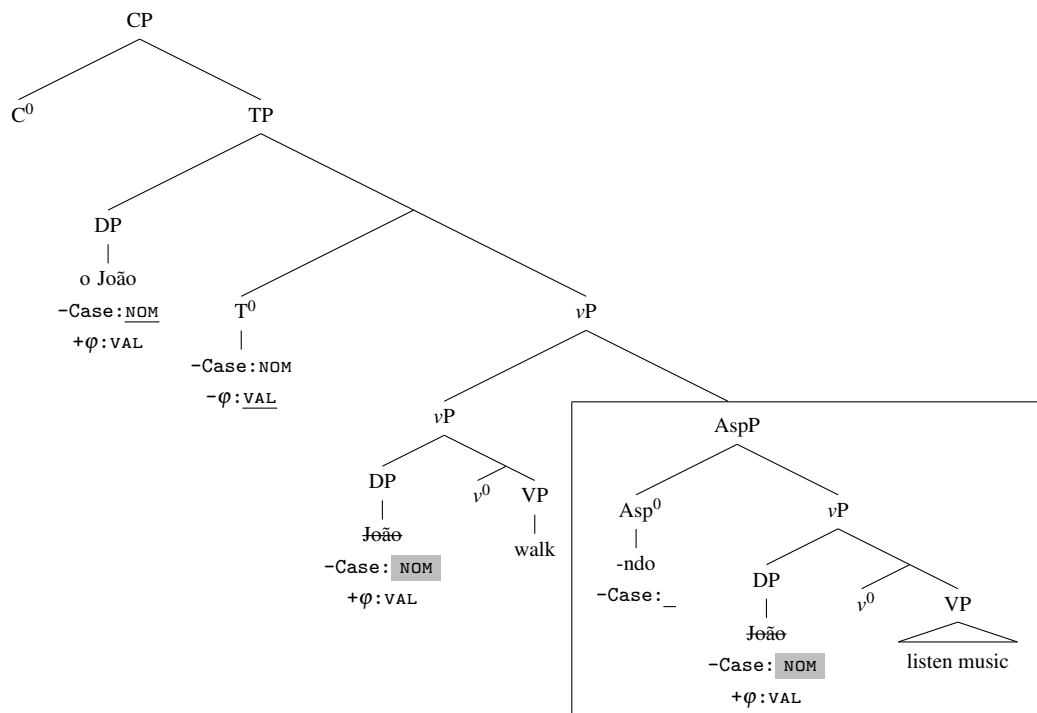 CP
C⁰ TP
DP
o João
-Case:NOM
+φ:VAL
T⁰
-Case:NOM
-φ:VAL
vP
vP
DP
João
-Case: NOM
+φ:VAL
v⁰ VP
walk
AspP
Asp⁰
-ndo
-Case:_
vP
DP
João
-Case: NOM
+φ:VAL
v⁰ VP
listen music